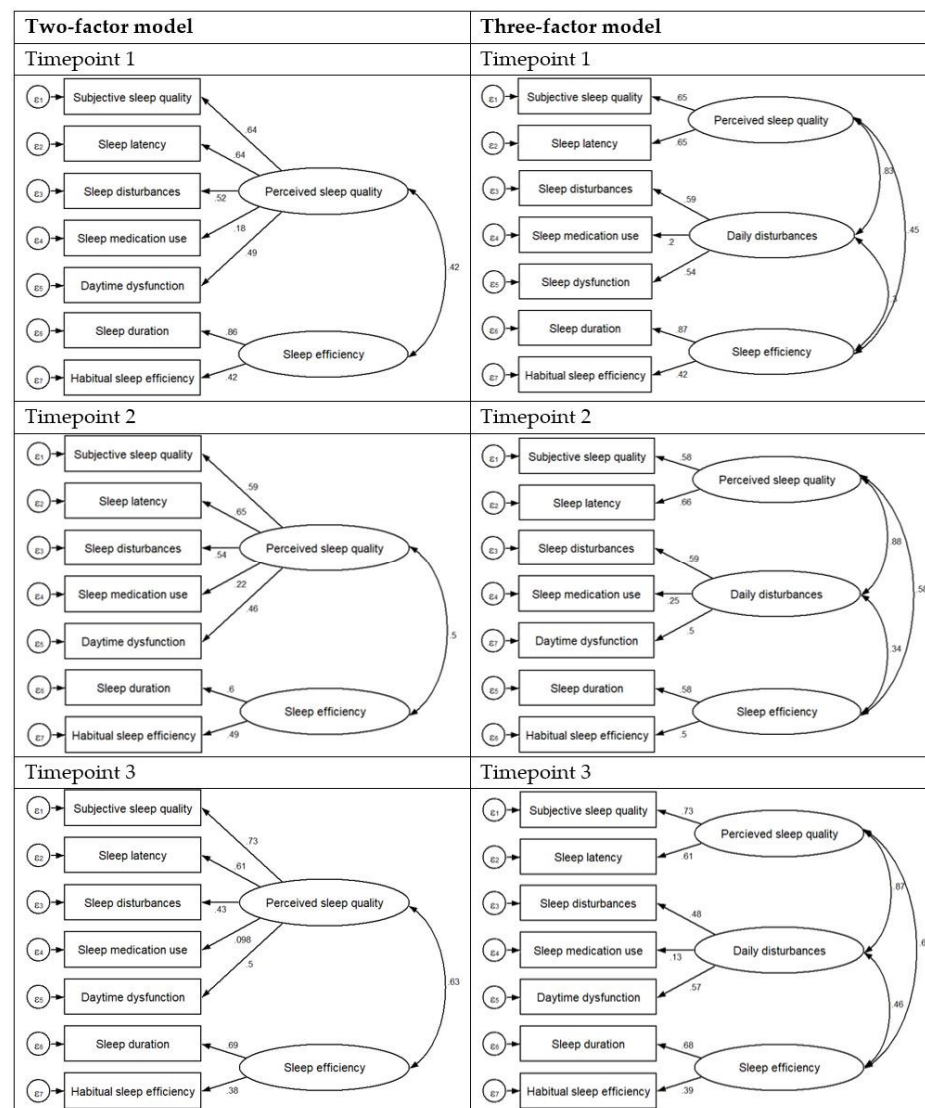 Two-factor model
Three-factor model
Timepoint 1
ε1 Subjective sleep quality
.64
ε2 Sleep latency
.64
ε3 Sleep disturbances
.52
Perceived sleep quality
ε4 Sleep medication use
.18
ε5 Daytime dysfunction
.49
.42
ε6 Sleep duration
.86
Sleep efficiency
ε7 Habitual sleep efficiency
.42
Timepoint 1
ε1 Subjective sleep quality
.65
Perceived sleep quality
ε2 Sleep latency
.65
.83
ε3 Sleep disturbances
.59
ε4 Sleep medication use
.2
Daily disturbances
.45
ε5 Sleep dysfunction
.54
.3
ε6 Sleep duration
.87
Sleep efficiency
ε7 Habitual sleep efficiency
.42
Timepoint 2
ε1 Subjective sleep quality
.59
ε2 Sleep latency
.65
ε3 Sleep disturbances
.54
Perceived sleep quality
ε4 Sleep medication use
.22
ε5 Daytime dysfunction
.46
.5
ε6 Sleep duration
.6
Sleep efficiency
ε7 Habitual sleep efficiency
.49
Timepoint 2
ε1 Subjective sleep quality
.58
Perceived sleep quality
ε2 Sleep latency
.66
.88
ε3 Sleep disturbances
.59
ε4 Sleep medication use
.25
Daily disturbances
.58
ε7 Daytime dysfunction
.5
.34
ε5 Sleep duration
.58
Sleep efficiency
ε6 Habitual sleep efficiency
.5
Timepoint 3
ε1 Subjective sleep quality
.73
ε2 Sleep latency
.61
ε3 Sleep disturbances
.43
Perceived sleep quality
ε4 Sleep medication use
.098
ε5 Daytime dysfunction
.5
.63
ε6 Sleep duration
.69
Sleep efficiency
ε7 Habitual sleep efficiency
.38
Timepoint 3
ε1 Subjective sleep quality
.73
Percieved sleep quality
ε2 Sleep latency
.61
.87
ε3 Sleep disturbances
.48
ε4 Sleep medication use
.13
Daily disturbances
ε5 Daytime dysfunction
.57
.46
ε6 Sleep duration
.68
Sleep efficiency
ε7 Habitual sleep efficiency
.39